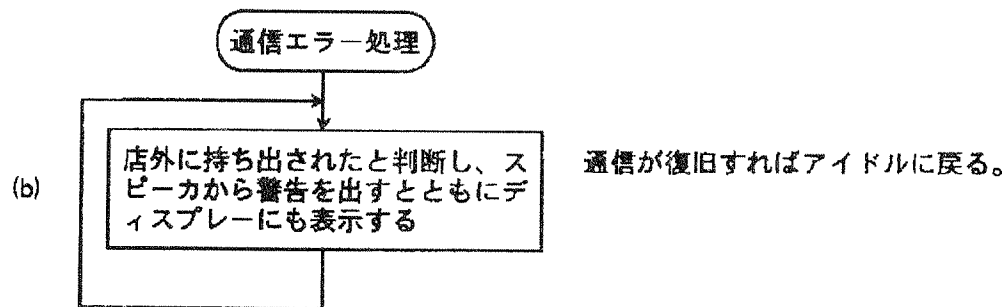 通信エラー処理
(b)
店外に持ち出されたと判断し、ス
ピーカから警告を出すとともにデ
ィスプレーにも表示する
通信が復旧すればアイドルに戻る。